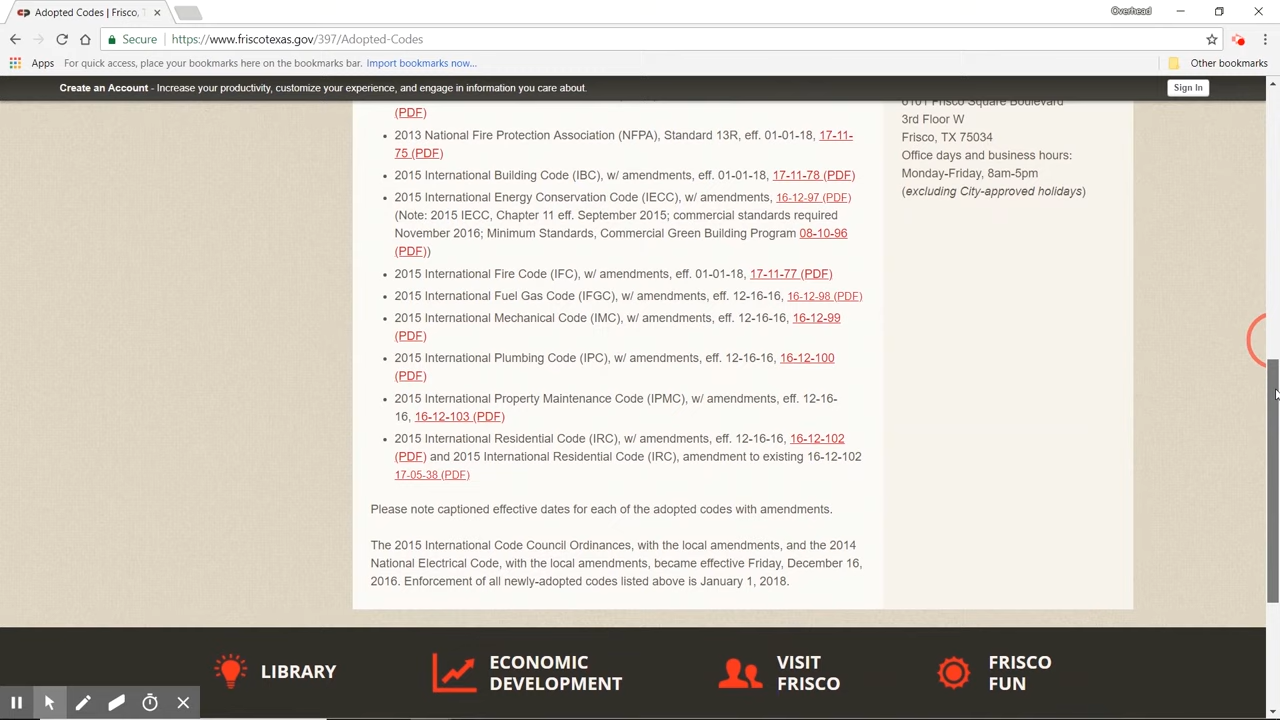 Adopted Codes | Frisco,
Overhead
Secure
https://www.friscotexas.gov/397/Adopted-Codes
Apps
For quick access, place your bookmarks here on the bookmarks bar. Import bookmarks now...
Other bookmarks
Create an Account - Increase your productivity, customize your experience, and engage in information you care about.
Sign In
(PDF)
• 2013 National Fire Protection Association (NFPA), Standard 13R, eff. 01-01-18, 17-11-
75 (PDF)
• 2015 International Building Code (IBC), w/ amendments, eff. 01-01-18, 17-11-78 (PDF)
• 2015 International Energy Conservation Code (IECC), w/ amendments, 16-12-97 (PDF)
(Note: 2015 IECC, Chapter 11 eff. September 2015; commercial standards required
November 2016; Minimum Standards, Commercial Green Building Program 08-10-96
(PDF))
• 2015 International Fire Code (IFC), w/ amendments, eff. 01-01-18, 17-11-77 (PDF)
• 2015 International Fuel Gas Code (IFGC), w/ amendments, eff. 12-16-16, 16-12-98 (PDF)
• 2015 International Mechanical Code (IMC), w/ amendments, eff. 12-16-16, 16-12-99
(PDF)
• 2015 International Plumbing Code (IPC), w/ amendments, eff. 12-16-16, 16-12-100
(PDF)
• 2015 International Property Maintenance Code (IPMC), w/ amendments, eff. 12-16-
16, 16-12-103 (PDF)
• 2015 International Residential Code (IRC), w/ amendments, eff. 12-16-16, 16-12-102
(PDF) and 2015 International Residential Code (IRC), amendment to existing 16-12-102
17-05-38 (PDF)
Please note captioned effective dates for each of the adopted codes with amendments.
The 2015 International Code Council Ordinances, with the local amendments, and the 2014
National Electrical Code, with the local amendments, became effective Friday, December 16,
2016. Enforcement of all newly-adopted codes listed above is January 1, 2018.
6101 Frisco Square Boulevard
3rd Floor W
Frisco, TX 75034
Office days and business hours:
Monday-Friday, 8am-5pm
(excluding City-approved holidays)
LIBRARY
ECONOMIC
DEVELOPMENT
VISIT
FRISCO
FRISCO
FUN